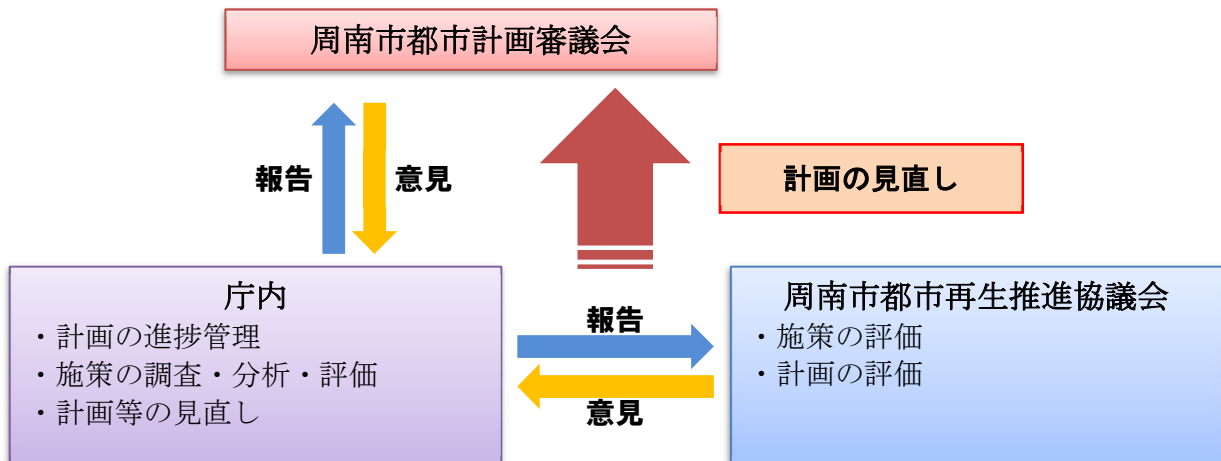 周南市都市計画審議会
報告
意見
計画の見直し
庁内
・計画の進捗管理
・施策の調査・分析・評価
・計画等の見直し
報告
意見
周南市都市再生推進協議会
・施策の評価
・計画の評価